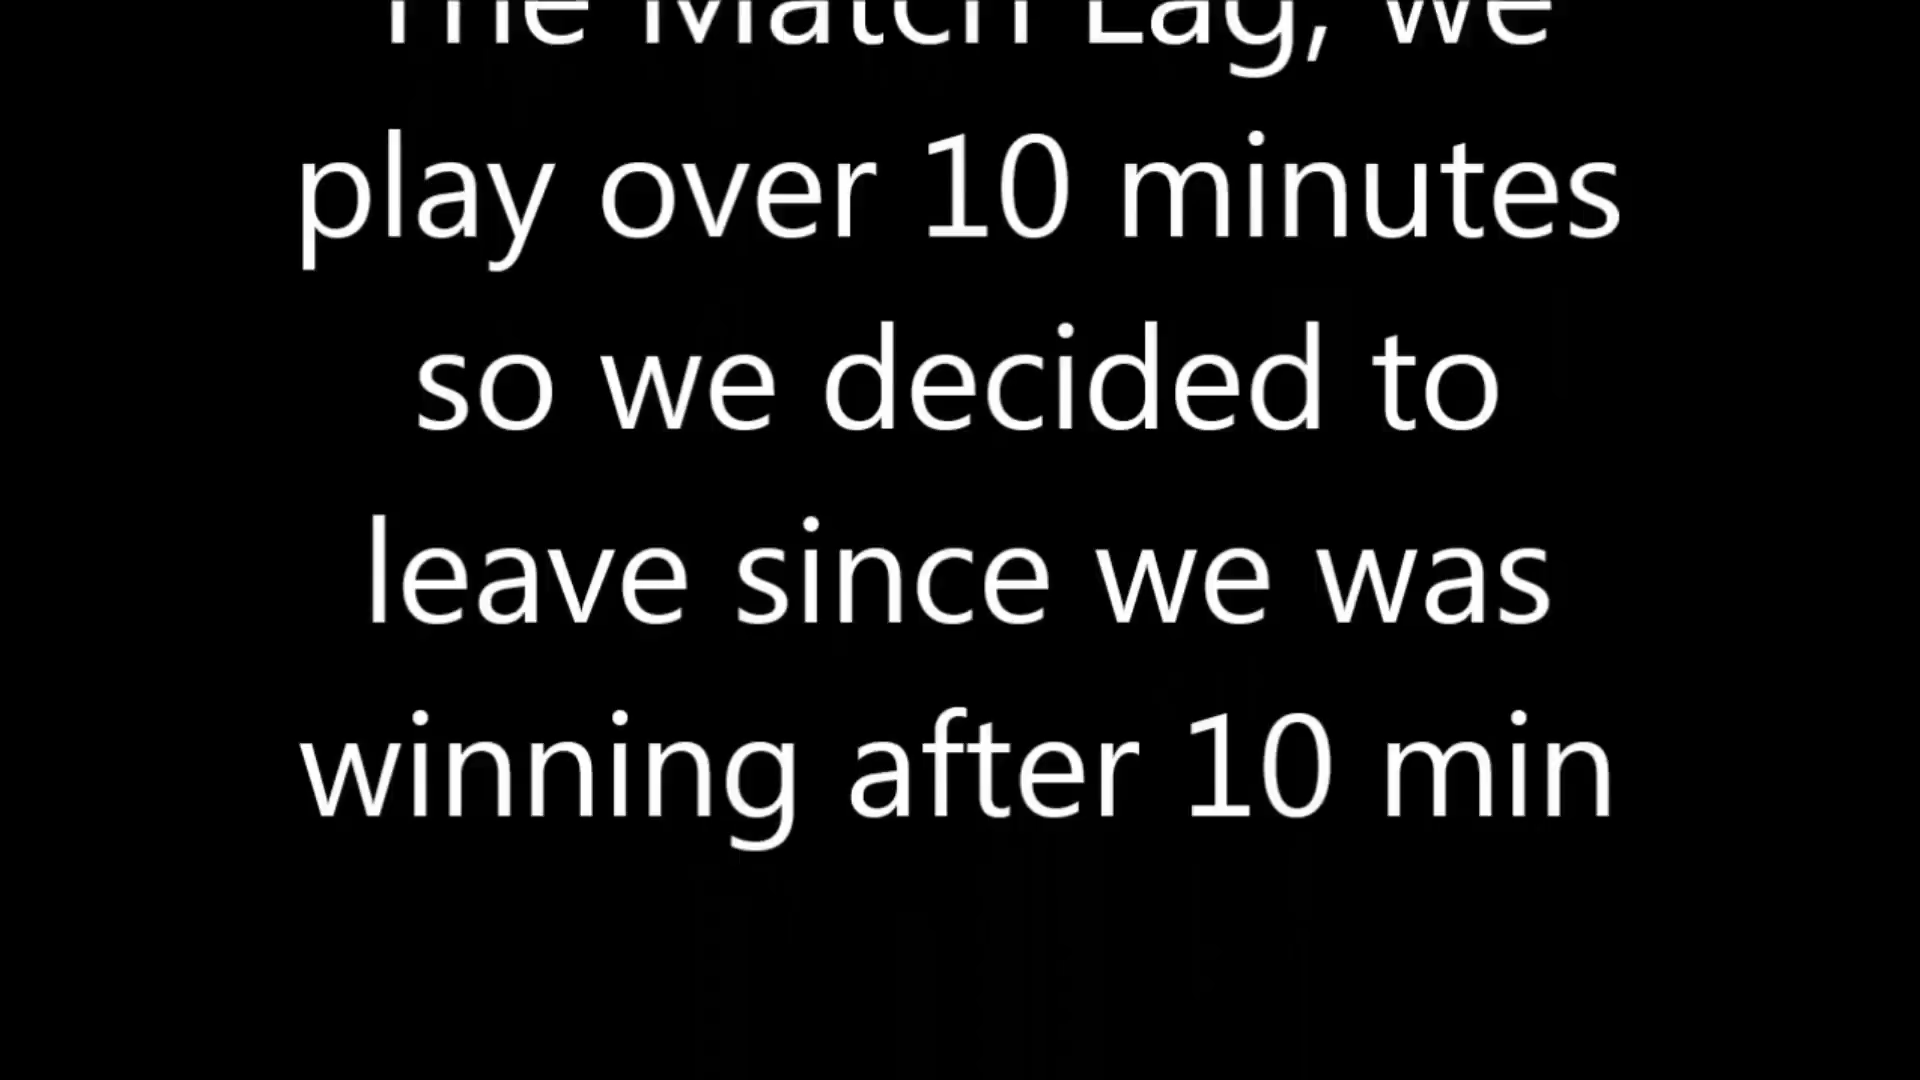 The Match Lag, we
play over 10 minutes
so we decided to
leave since we was
winning after 10 min